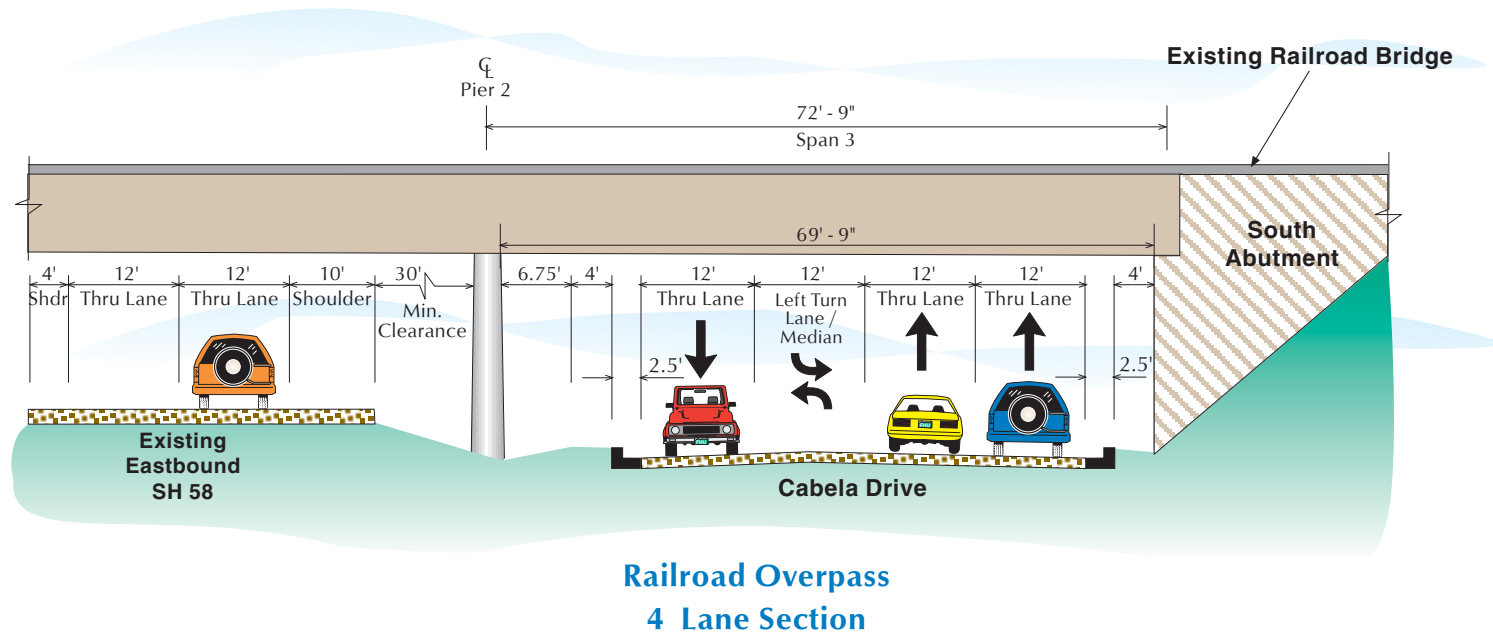 Existing Railroad Bridge
℄
Pier 2
72' - 9"
Span 3
69' - 9"
South
Abutment
4' 12' 12' 10' 30' 6.75' 4' 12' 12' 12' 12' 4'
Shdr Thru Lane Thru Lane Shoulder
Min.
Clearance
Thru Lane
Left Turn
Lane /
Median
Thru Lane Thru Lane
2.5' 2.5'
Existing
Eastbound
SH 58
Cabela Drive
Railroad Overpass
4 Lane Section